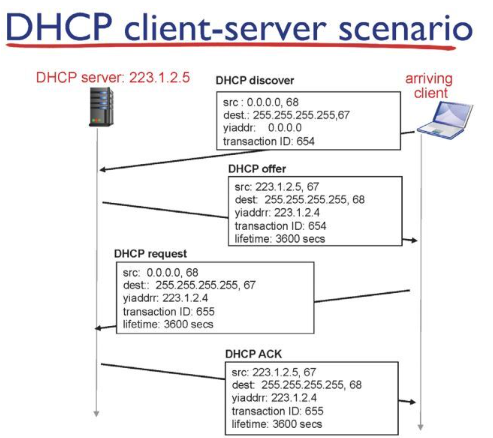 DHCP client-server scenario
DHCP server: 223.1.2.5
arriving
client
DHCP discover
src : 0.0.0.0, 68
dest.: 255.255.255.255,67
yiaddr: 0.0.0.0
transaction ID: 654
DHCP offer
src: 223.1.2.5, 67
dest: 255.255.255.255, 68
yiaddrr: 223.1.2.4
transaction ID: 654
lifetime: 3600 secs
DHCP request
src: 0.0.0.0, 68
dest:: 255.255.255.255, 67
yiaddrr: 223.1.2.4
transaction ID: 655
lifetime: 3600 secs
DHCP ACK
src: 223.1.2.5, 67
dest: 255.255.255.255, 68
yiaddrr: 223.1.2.4
transaction ID: 655
lifetime: 3600 secs